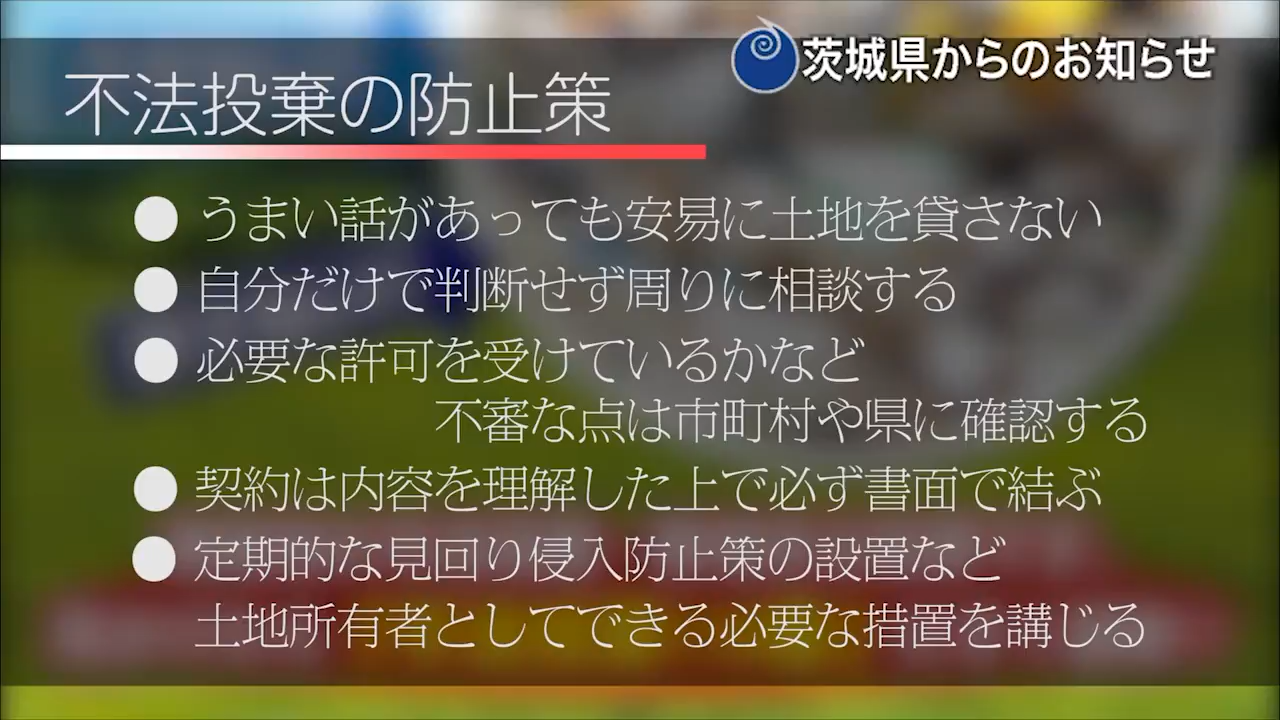 茨城県からのお知らせ
不法投棄の防止策
● うまい話があっても安易に土地を貸さない
● 自分だけで判断せず周りに相談する
● 必要な許可を受けているかなど
不審な点は市町村や県に確認する
● 契約は内容を理解した上で必ず書面で結ぶ
● 定期的な見回り侵入防止策の設置など
土地所有者としてできる必要な措置を講じる